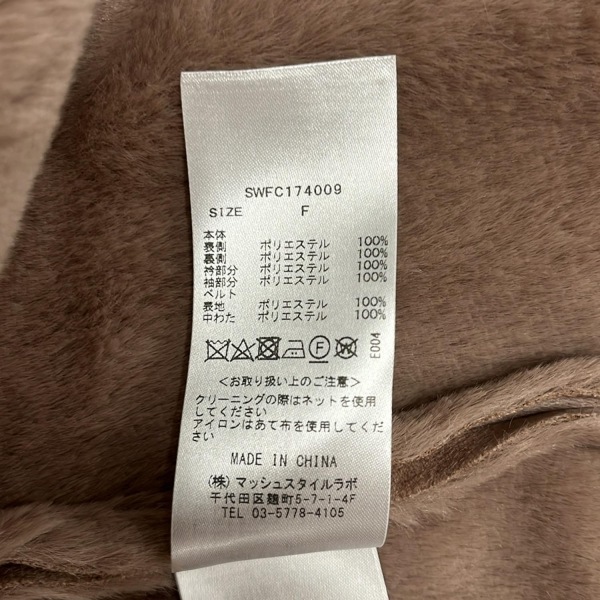 SWFC174009
SIZE F
本体
表側 ポリエステル 100%
裏側 ポリエステル 100%
衿部分 ポリエステル 100%
袖部分 ポリエステル 100%
ベルト
表地 ポリエステル 100%
中わた ポリエステル 100%
F W E004
＜お取り扱い上のご注意＞
クリーニングの際はネットを使用
してください
アイロンはあて布を使用してくだ
さい
MADE IN CHINA
(株)マッシュスタイルラボ
千代田区麹町5-7-1-4F
TEL 03-5778-4105